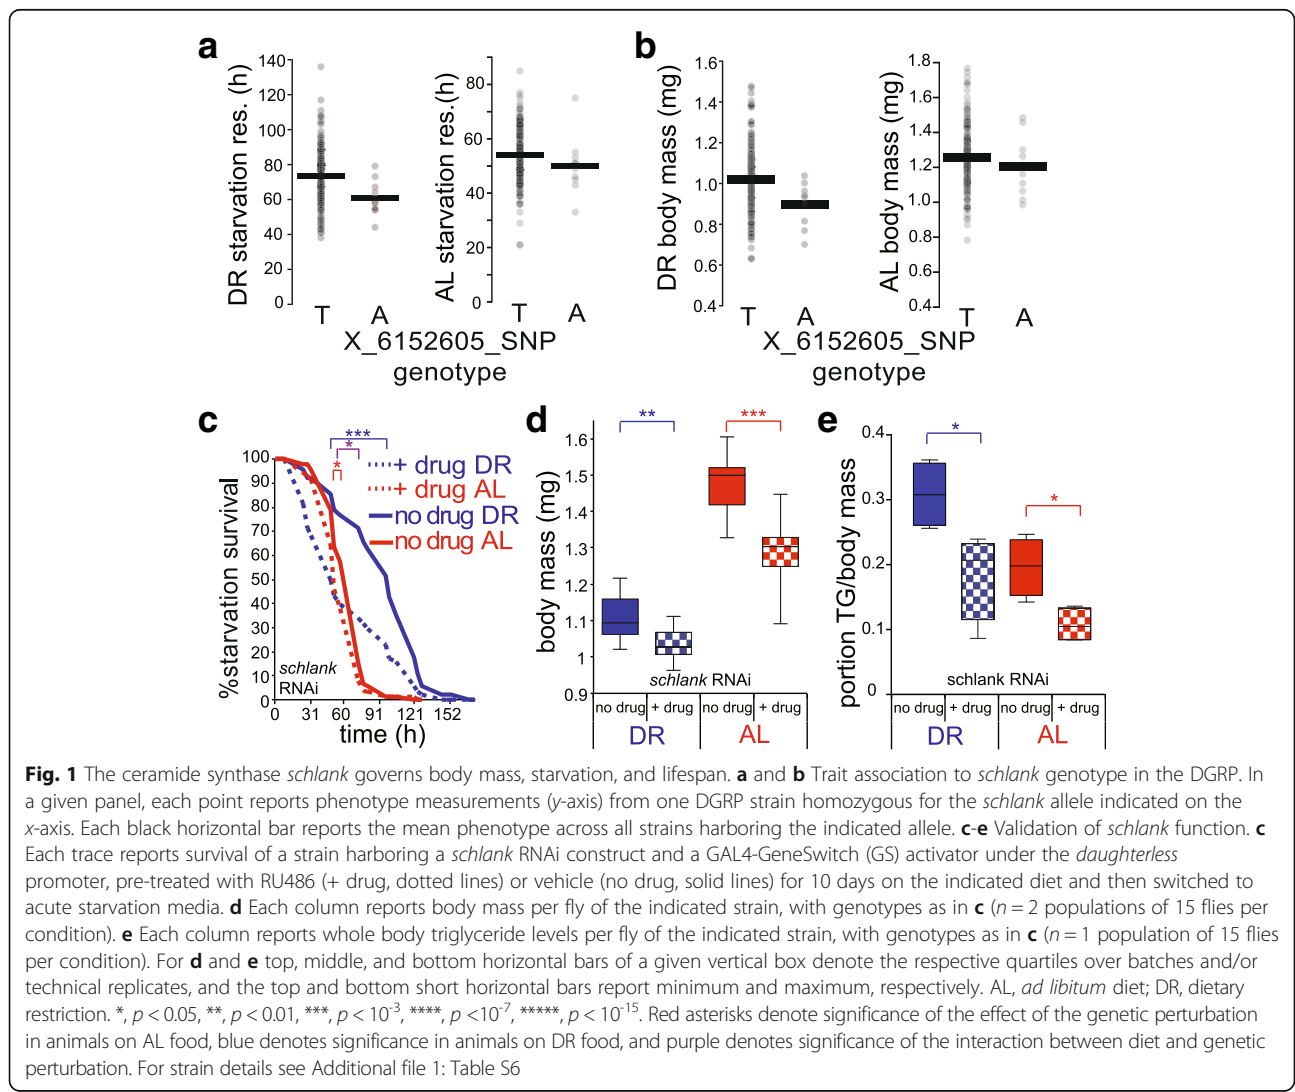 a
b
140
120
100
80
60
40
20
0
DR starvation res. (h)
T
A
80
60
40
20
0
AL starvation res.(h)
T
A
X_6152605_SNP
genotype
1.6
1.4
1.2
1.0
0.8
0.6
0.4
DR body mass (mg)
T
A
1.8
1.6
1.4
1.2
1.0
0.8
0.6
0.4
AL body mass (mg)
T
A
X_6152605_SNP
genotype
c
***
*
*
+ drug DR
+ drug AL
no drug DR
no drug AL
100
90
80
70
60
50
40
30
20
10
0
%starvation survival
schlank
RNAi
0 31 60 91 121 152
time (h)
d
** ***
1.6
1.5
1.4
1.3
1.2
1.1
1
0.9
body mass (mg)
schlank RNAi
no drug + drug no drug + drug
DR AL
e
* *
0.4
0.3
0.2
0.1
0
portion TG/body mass
schlank RNAi
no drug + drug no drug + drug
DR AL
Fig. 1 The ceramide synthase schlank governs body mass, starvation, and lifespan. a and b Trait association to schlank genotype in the DGRP. In
a given panel, each point reports phenotype measurements (y-axis) from one DGRP strain homozygous for the schlank allele indicated on the
x-axis. Each black horizontal bar reports the mean phenotype across all strains harboring the indicated allele. c-e Validation of schlank function. c
Each trace reports survival of a strain harboring a schlank RNAi construct and a GAL4-GeneSwitch (GS) activator under the daughterless
promoter, pre-treated with RU486 (+ drug, dotted lines) or vehicle (no drug, solid lines) for 10 days on the indicated diet and then switched to
acute starvation media. d Each column reports body mass per fly of the indicated strain, with genotypes as in c (n = 2 populations of 15 flies per
condition). e Each column reports whole body triglyceride levels per fly of the indicated strain, with genotypes as in c (n = 1 population of 15 flies
per condition). For d and e top, middle, and bottom horizontal bars of a given vertical box denote the respective quartiles over batches and/or
technical replicates, and the top and bottom short horizontal bars report minimum and maximum, respectively. AL, ad libitum diet; DR, dietary
restriction. *, p < 0.05, **, p < 0.01, ***, p < 10⁻³, ****, p <10⁻⁷, *****, p < 10⁻¹⁵. Red asterisks denote significance of the effect of the genetic perturbation
in animals on AL food, blue denotes significance in animals on DR food, and purple denotes significance of the interaction between diet and genetic
perturbation. For strain details see Additional file 1: Table S6